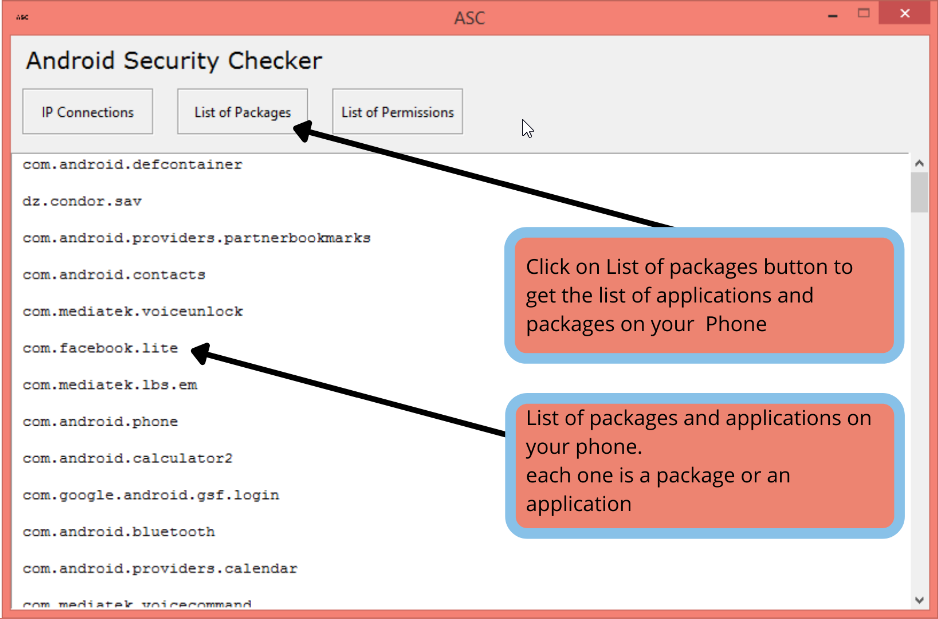 ASC
ASC
Android Security Checker
IP Connections
List of Packages
List of Permissions
com.android.defcontainer
dz.condor.sav
com.android.providers.partnerbookmarks
com.android.contacts
com.mediatek.voiceunlock
com.facebook.lite
com.mediatek.lbs.em
com.android.phone
com.android.calculator2
com.google.android.gsf.login
com.android.bluetooth
com.android.providers.calendar
com.mediatek.voicecommand
Click on List of packages button to
get the list of applications and
packages on your Phone
List of packages and applications on
your phone.
each one is a package or an
application